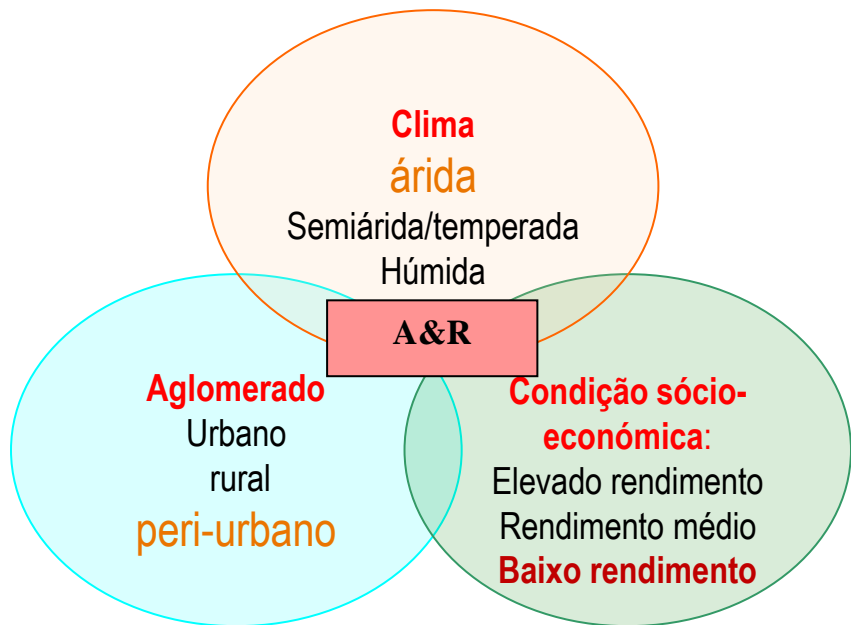 Clima
árida
Semiárida/temperada
Húmida
A&R
Aglomerado
Urbano
rural
peri-urbano
Condição sócio-
económica:
Elevado rendimento
Rendimento médio
Baixo rendimento